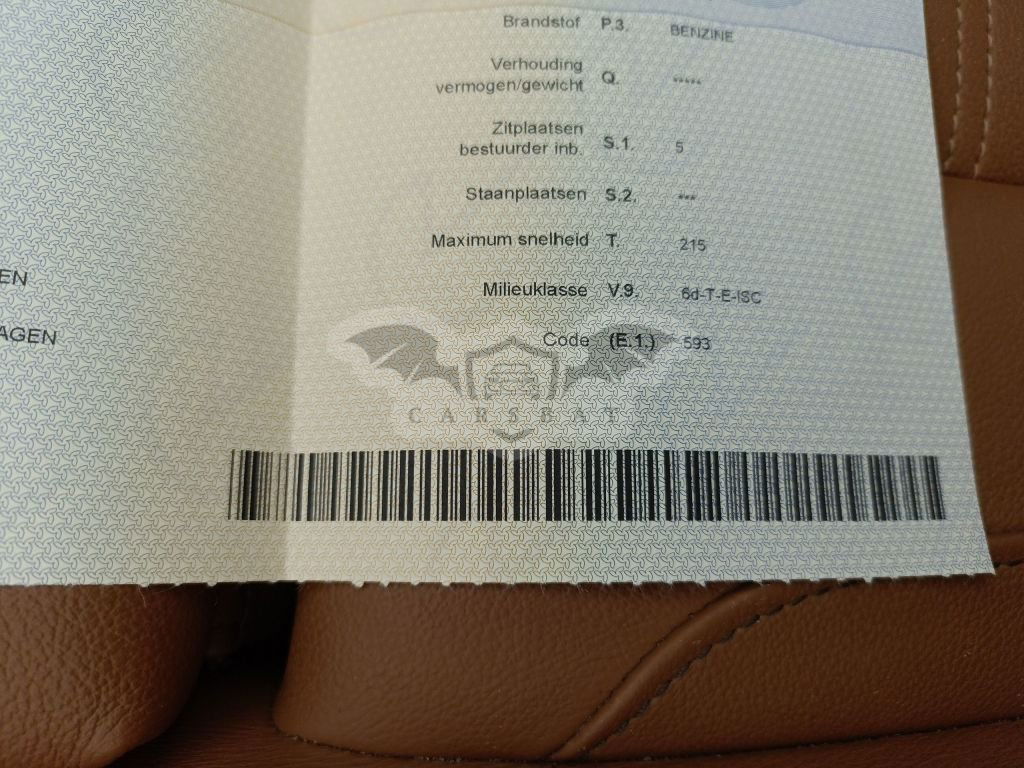 Brandstof P.3. BENZINE
Verhouding
vermogen/gewicht Q. *****
Zitplaatsen
bestuurder inb. S.1. 5
Staanplaatsen S.2. ***
Maximum snelheid T. 215
EN
Milieuklasse V.9. 6d-T-E-ISC
AGEN
Code (E.1.) 593
CARSBAT